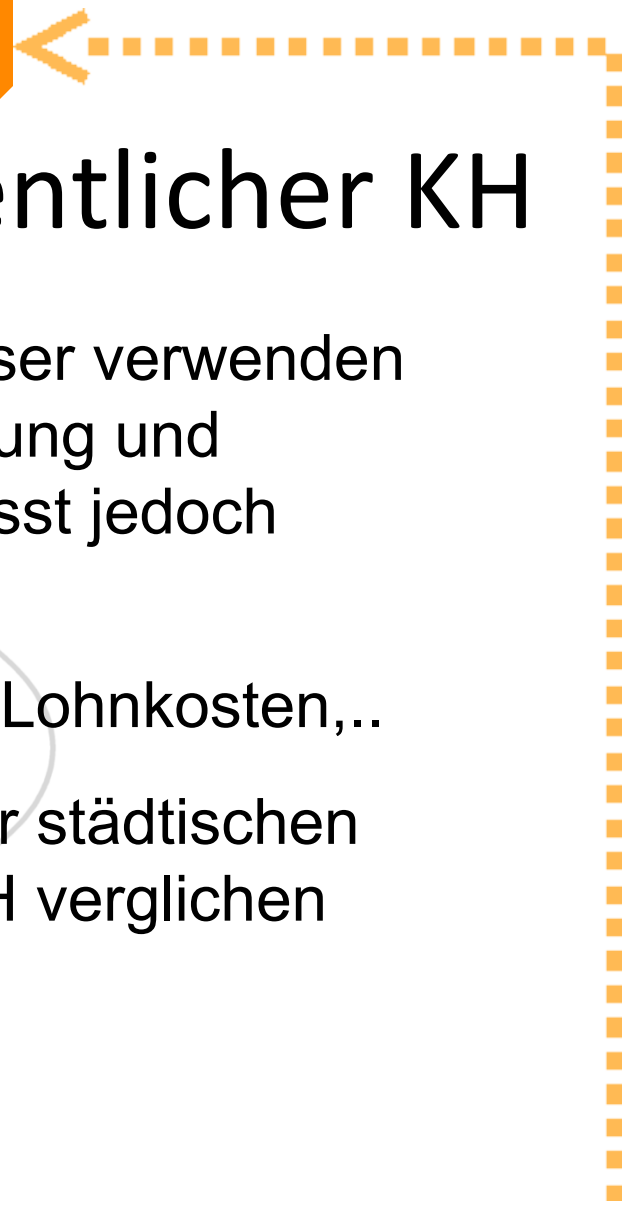 entlicher KH
ser verwenden
ung und
sst jedoch
Lohnkosten,..
r städtischen
H verglichen